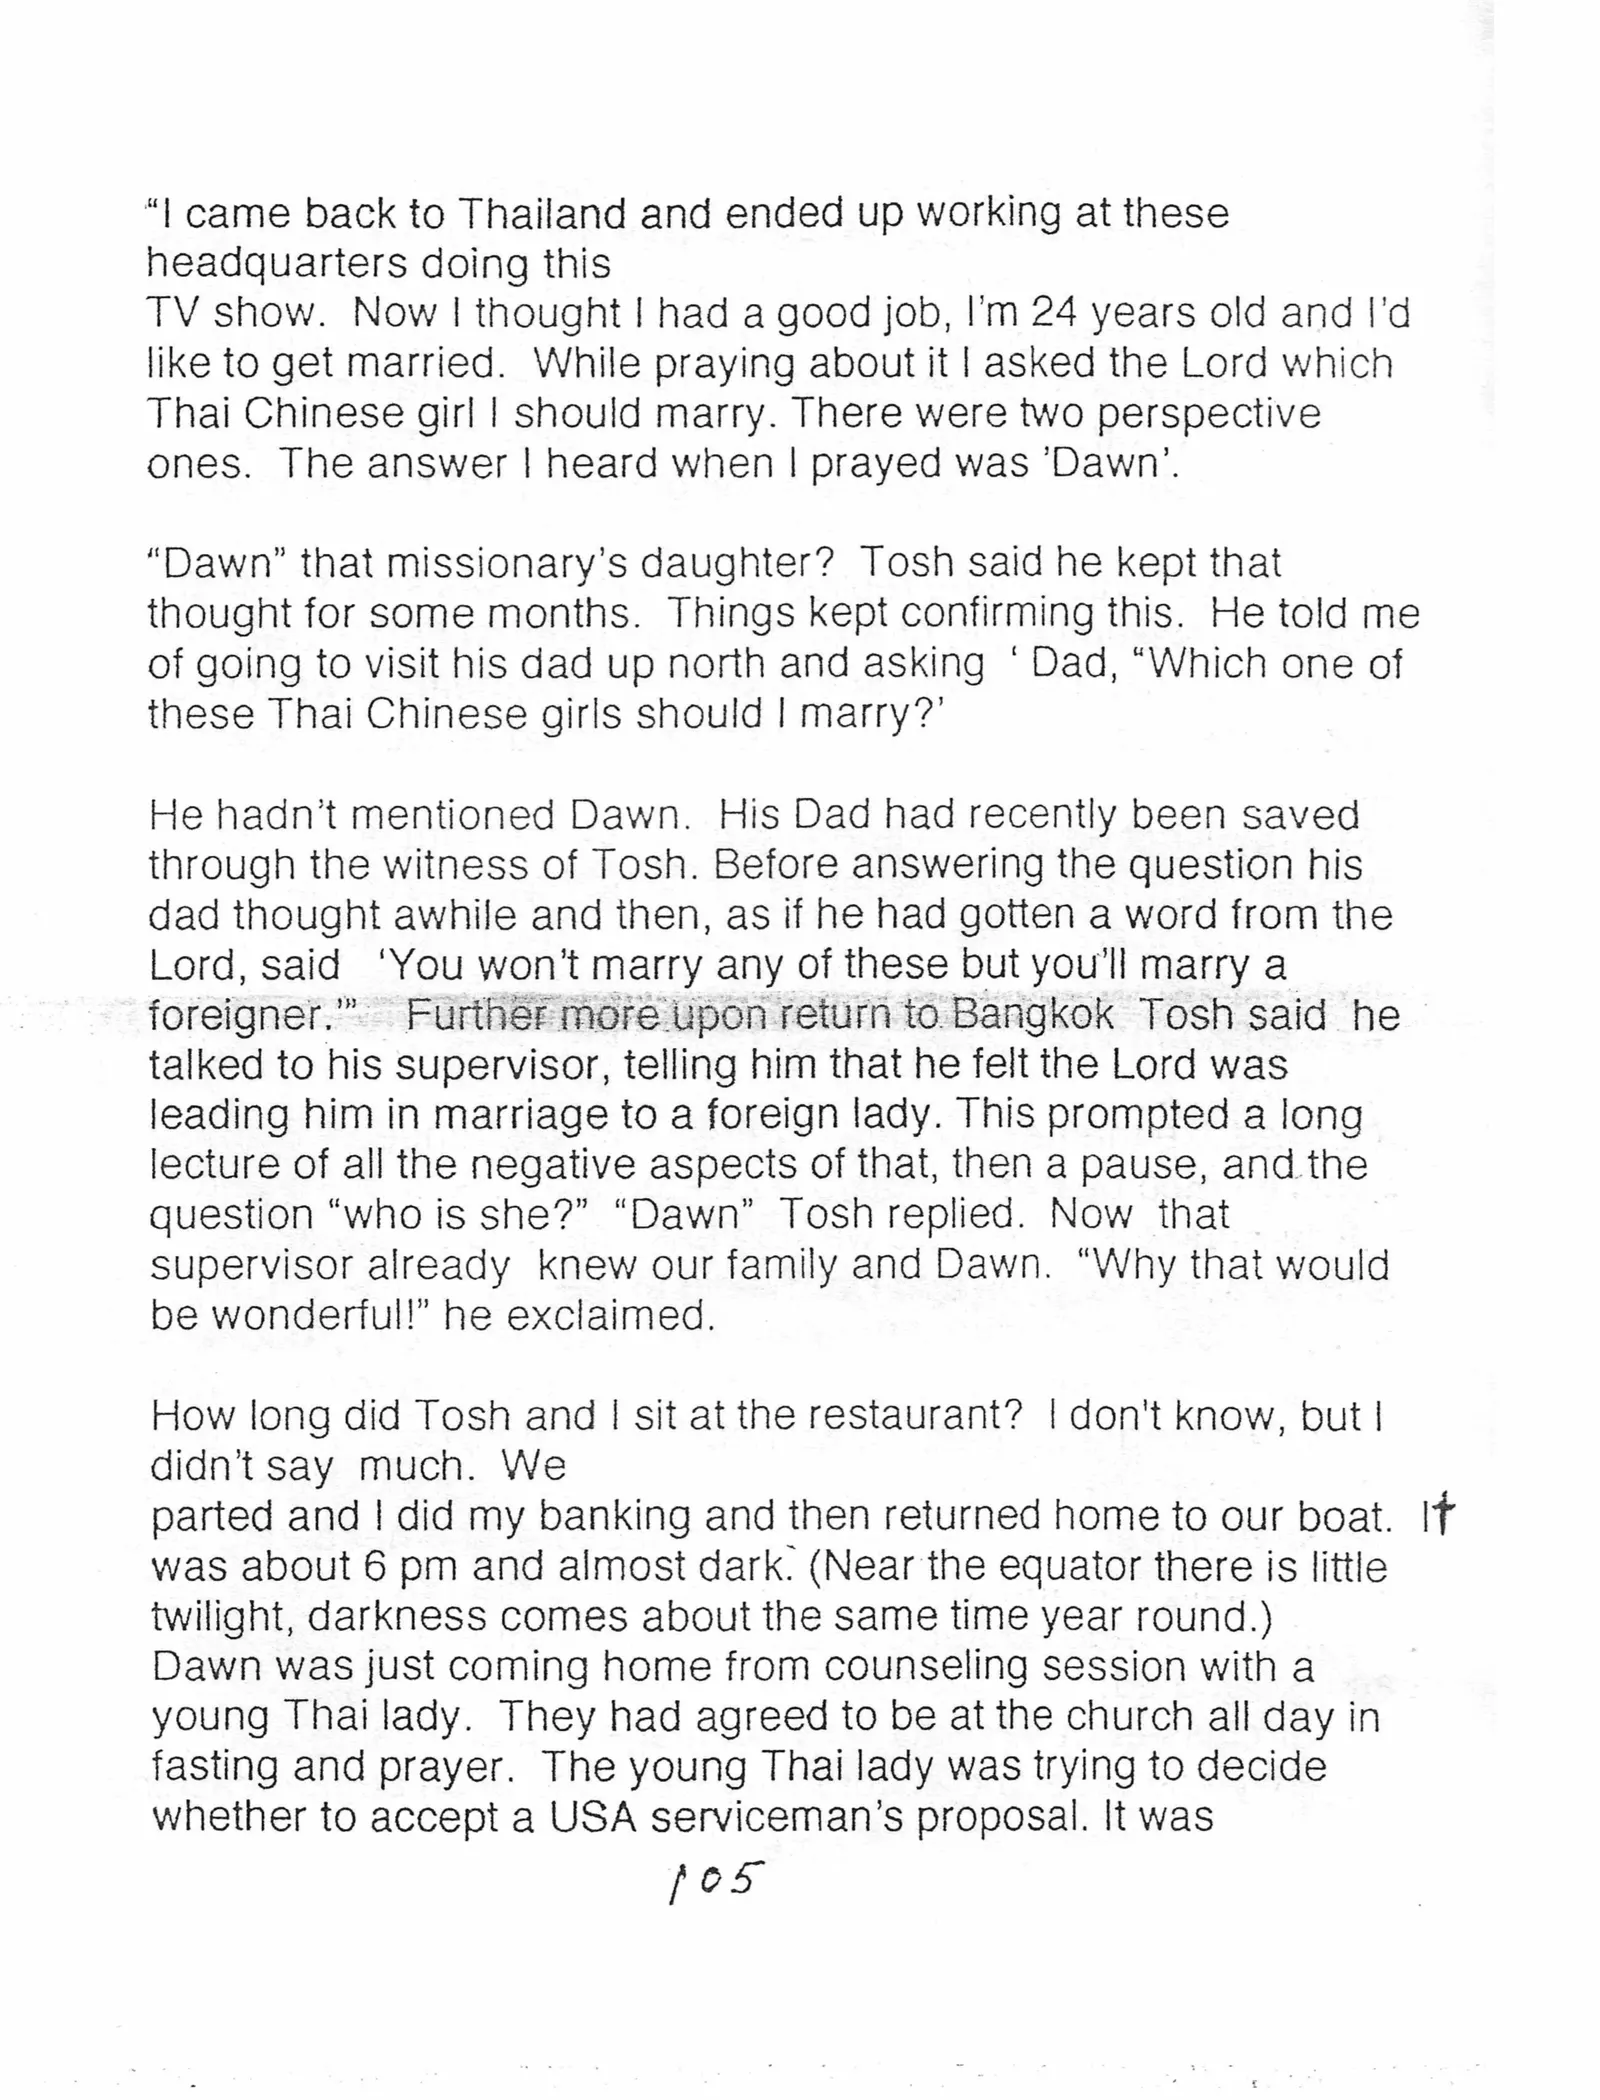 “I came back to Thailand and ended up working at these
headquarters doing this
TV show.  Now I thought I had a good job, I’m 24 years old and I’d
like to get married.  While praying about it I asked the Lord which
Thai Chinese girl I should marry. There were two perspective
ones.  The answer I heard when I prayed was ’Dawn’.

“Dawn” that missionary’s daughter?  Tosh said he kept that
thought for some months.  Things kept confirming this.  He told me
of going to visit his dad up north and asking  ‘ Dad, “Which one of
these Thai Chinese girls should I marry?’

He hadn’t mentioned Dawn.  His Dad had recently been saved
through the witness of Tosh. Before answering the question his
dad thought awhile and then, as if he had gotten a word from the
Lord, said   ‘You won’t marry any of these but you’ll marry a
foreigner.’”    Further more upon return to Bangkok  Tosh said  he
talked to his supervisor, telling him that he felt the Lord was
leading him in marriage to a foreign lady. This prompted a long
lecture of all the negative aspects of that, then a pause, and the
question “who is she?”  “Dawn”  Tosh replied.  Now  that
supervisor already  knew our family and Dawn.  “Why that would
be wonderful!” he exclaimed.

How long did Tosh and I sit at the restaurant?  I don't know, but I
didn’t say  much.  We
parted and I did my banking and then returned home to our boat.  It
was about 6 pm and almost dark. (Near the equator there is little
twilight, darkness comes about the same time year round.)
Dawn was just coming home from counseling session with a
young Thai lady.  They had agreed to be at the church all day in
fasting and prayer.  The young Thai lady was trying to decide
whether to accept a USA serviceman’s proposal. It was
105